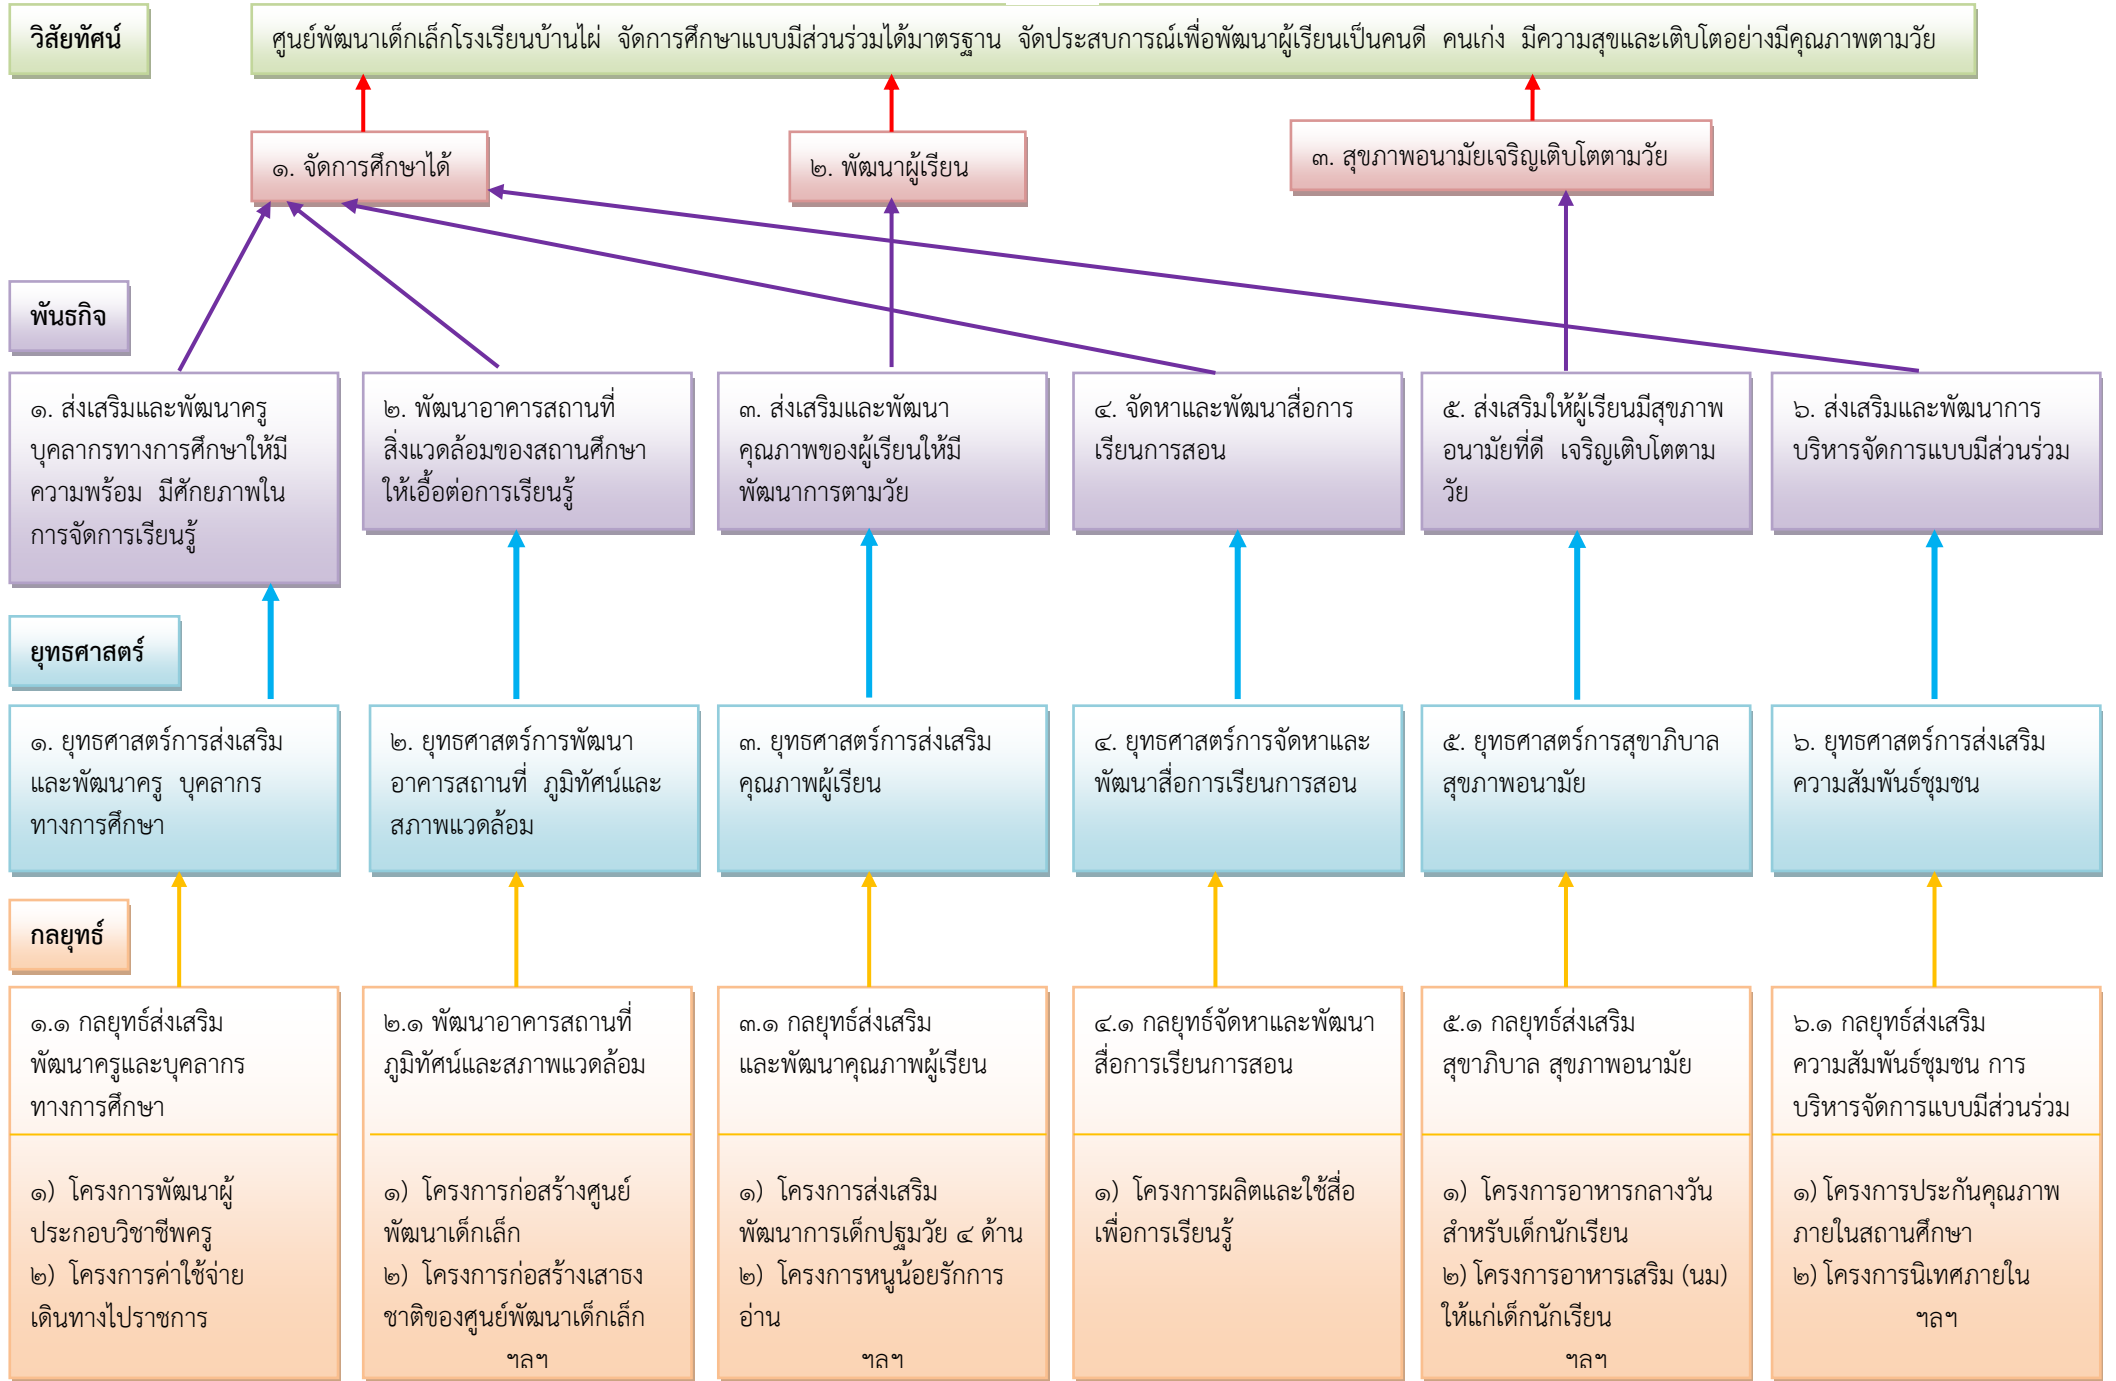 วิสัยทัศน์
ศูนย์พัฒนาเด็กเล็กโรงเรียนบ้านไผ่ จัดการศึกษาแบบมีส่วนร่วมได้มาตรฐาน จัดประสบการณ์เพื่อพัฒนาผู้เรียนเป็นคนดี คนเก่ง มีความสุขและเติบโตอย่างมีคุณภาพตามวัย
๑. จัดการศึกษาได้
๒. พัฒนาผู้เรียน
๓. สุขภาพอนามัยเจริญเติบโตตามวัย
พันธกิจ
๑. ส่งเสริมและพัฒนาครู
บุคลากรทางการศึกษาให้มี
ความพร้อม มีศักยภาพใน
การจัดการเรียนรู้
๒. พัฒนาอาคารสถานที่
สิ่งแวดล้อมของสถานศึกษา
ให้เอื้อต่อการเรียนรู้
๓. ส่งเสริมและพัฒนา
คุณภาพของผู้เรียนให้มี
พัฒนาการตามวัย
๔. จัดหาและพัฒนาสื่อการ
เรียนการสอน
๕. ส่งเสริมให้ผู้เรียนมีสุขภาพ
อนามัยที่ดี เจริญเติบโตตาม
วัย
๖. ส่งเสริมและพัฒนาการ
บริหารจัดการแบบมีส่วนร่วม
ยุทธศาสตร์
๑. ยุทธศาสตร์การส่งเสริม
และพัฒนาครู บุคลากร
ทางการศึกษา
๒. ยุทธศาสตร์การพัฒนา
อาคารสถานที่ ภูมิทัศน์และ
สภาพแวดล้อม
๓. ยุทธศาสตร์การส่งเสริม
คุณภาพผู้เรียน
๔. ยุทธศาสตร์การจัดหาและ
พัฒนาสื่อการเรียนการสอน
๕. ยุทธศาสตร์การสุขาภิบาล
สุขภาพอนามัย
๖. ยุทธศาสตร์การส่งเสริม
ความสัมพันธ์ชุมชน
กลยุทธ์
๑.๑ กลยุทธ์ส่งเสริม
พัฒนาครูและบุคลากร
ทางการศึกษา
๑) โครงการพัฒนาผู้
ประกอบวิชาชีพครู
๒) โครงการค่าใช้จ่าย
เดินทางไปราชการ
๒.๑ พัฒนาอาคารสถานที่
ภูมิทัศน์และสภาพแวดล้อม
๑) โครงการก่อสร้างศูนย์
พัฒนาเด็กเล็ก
๒) โครงการก่อสร้างเสาธง
ชาติของศูนย์พัฒนาเด็กเล็ก
ฯลฯ
๓.๑ กลยุทธ์ส่งเสริม
และพัฒนาคุณภาพผู้เรียน
๑) โครงการส่งเสริม
พัฒนาการเด็กปฐมวัย ๔ ด้าน
๒) โครงการหนูน้อยรักการ
อ่าน
ฯลฯ
๔.๑ กลยุทธ์จัดหาและพัฒนา
สื่อการเรียนการสอน
๑) โครงการผลิตและใช้สื่อ
เพื่อการเรียนรู้
๕.๑ กลยุทธ์ส่งเสริม
สุขาภิบาล สุขภาพอนามัย
๑) โครงการอาหารกลางวัน
สำหรับเด็กนักเรียน
๒) โครงการอาหารเสริม (นม)
ให้แก่เด็กนักเรียน
ฯลฯ
๖.๑ กลยุทธ์ส่งเสริม
ความสัมพันธ์ชุมชน การ
บริหารจัดการแบบมีส่วนร่วม
๑) โครงการประกันคุณภาพ
ภายในสถานศึกษา
๒) โครงการนิเทศภายใน
ฯลฯ